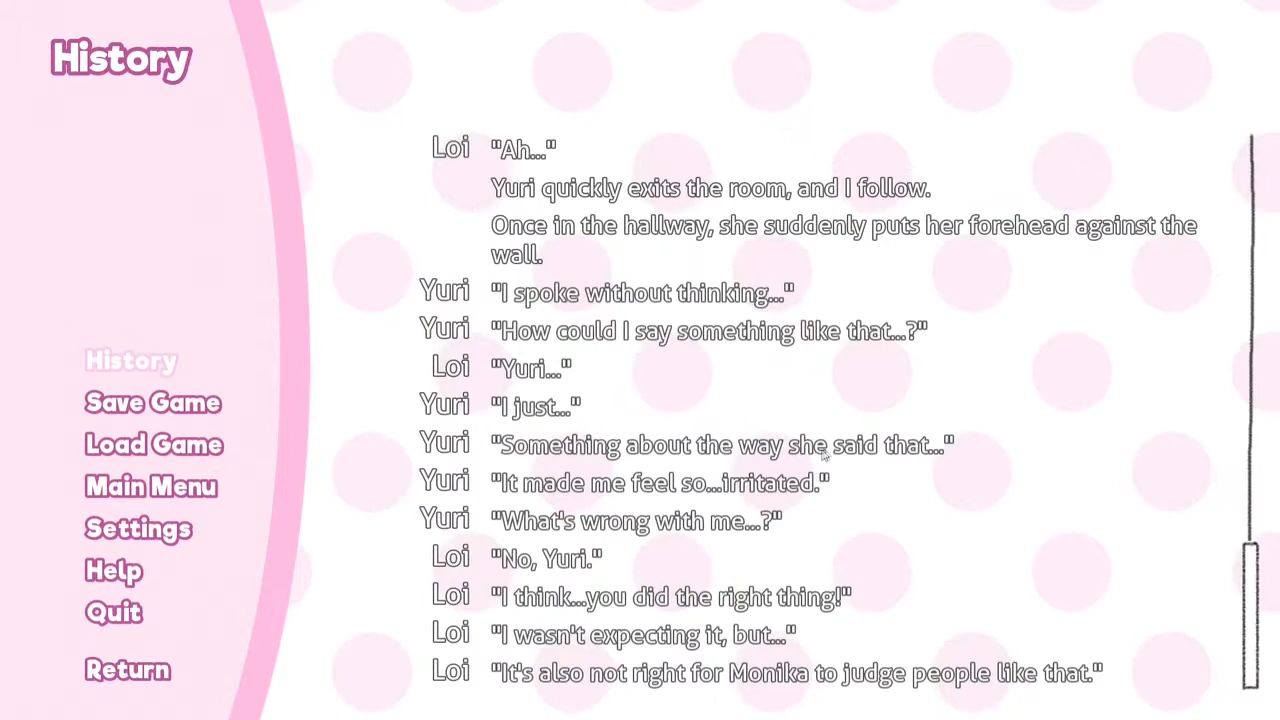 History
Loi "Ah..."
Yuri quickly exits the room, and I follow.
Once in the hallway, she suddenly puts her forehead against the
wall.
Yuri "I spoke without thinking..."
Yuri "How could I say something like that...?"
Loi "Yuri..."
Yuri "I just..."
Yuri "Something about the way she said that..."
Yuri "It made me feel so...irritated."
Yuri "What's wrong with me...?"
Loi "No, Yuri."
Loi "I think...you did the right thing!"
Loi "I wasn't expecting it, but..."
Loi "It's also not right for Monika to judge people like that."
History
Save Game
Load Game
Main Menu
Settings
Help
Quit
Return